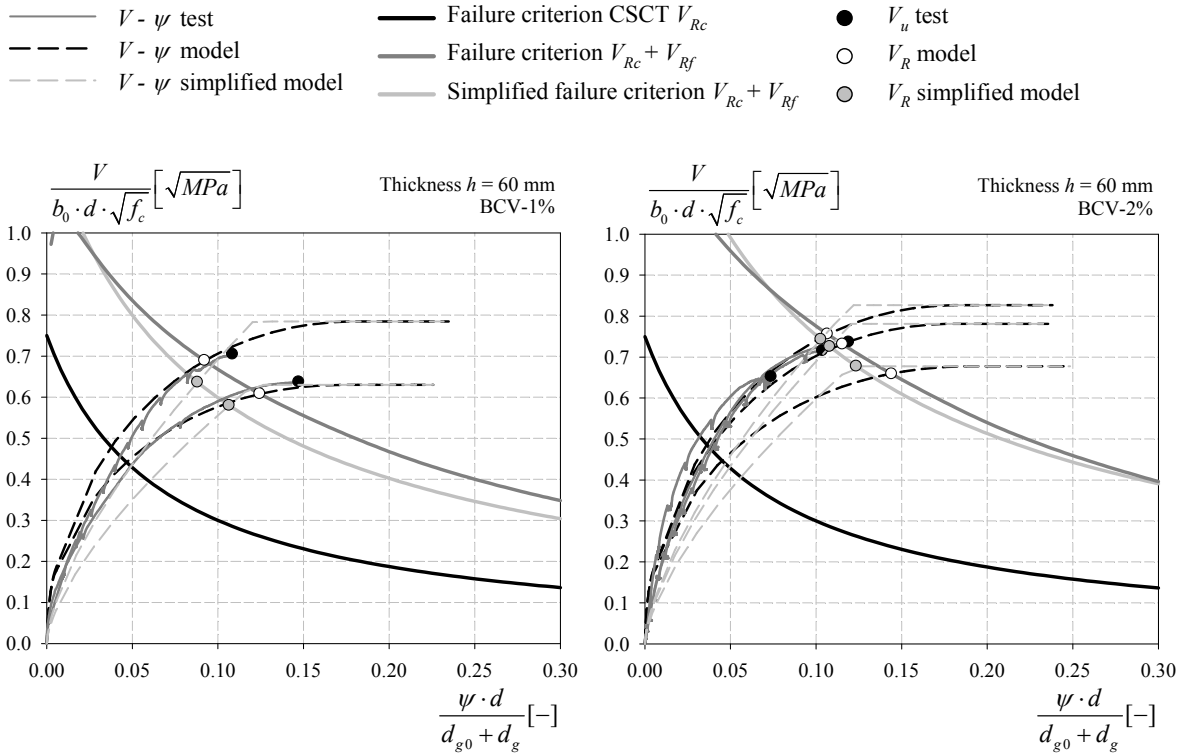 V - ψ test
V - ψ model
V - ψ simplified model
Failure criterion CSCT V_Rc
Failure criterion V_Rc + V_Rf
Simplified failure criterion V_Rc + V_Rf
V_u test
V_R model
V_R simplified model
V / (b_0 · d · √f_c) [√MPa]
Thickness h = 60 mm
BCV-1%
1.0
0.9
0.8
0.7
0.6
0.5
0.4
0.3
0.2
0.1
0.0
0.00 0.05 0.10 0.15 0.20 0.25 0.30
ψ · d / (d_g0 + d_g) [-]
V / (b_0 · d · √f_c) [√MPa]
Thickness h = 60 mm
BCV-2%
1.0
0.9
0.8
0.7
0.6
0.5
0.4
0.3
0.2
0.1
0.0
0.00 0.05 0.10 0.15 0.20 0.25 0.30
ψ · d / (d_g0 + d_g) [-]